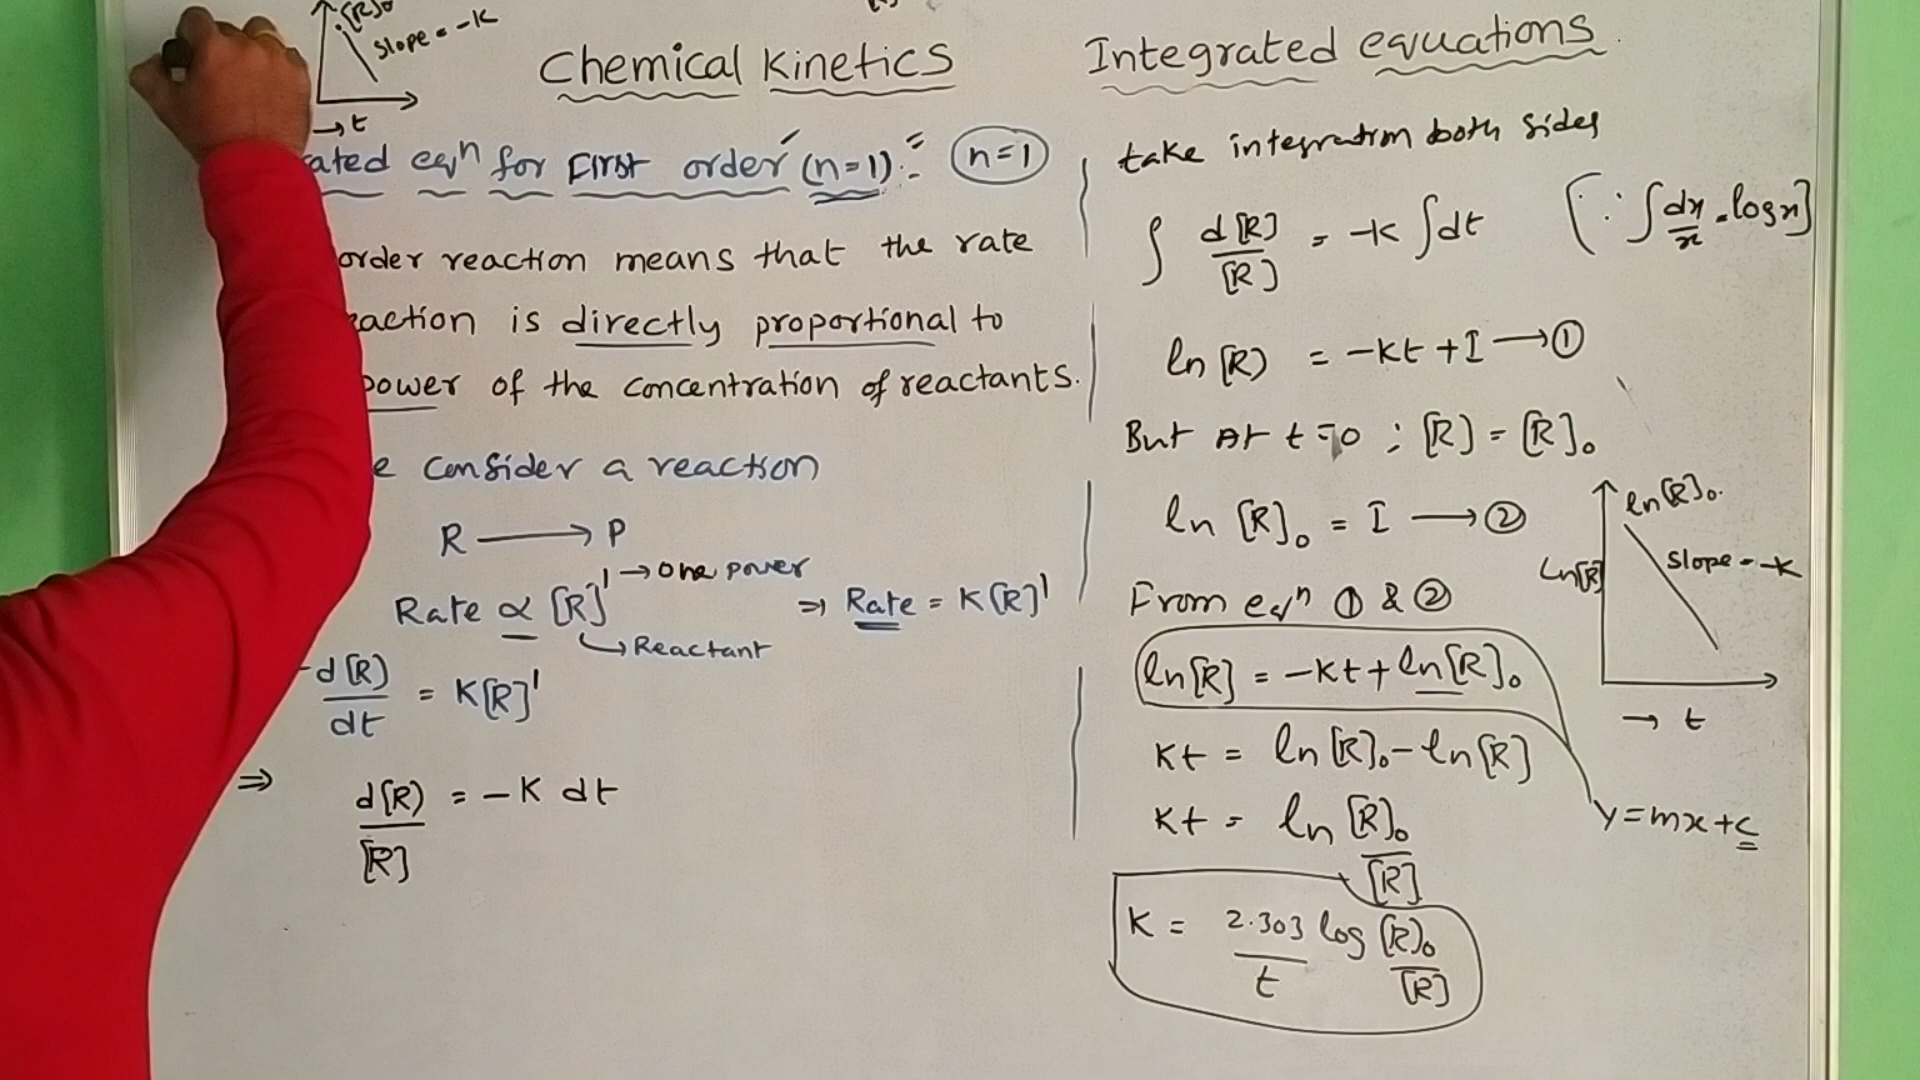 [R]0
Slope = -K
→ t
Chemical Kinetics
Integrated equations.
ated eqn for First order (n=1) :- n=1
order reaction means that the rate
action is directly proportional to
power of the concentration of reactants.
e Consider a reaction
R ⟶ P
Rate ∝ [R]¹ → One power ⇒ Rate = K[R]¹
↳ Reactant
-d[R]/dt = K[R]¹
⇒ d[R]/[R] = -K dt
take integration both sides
∫ d[R]/[R] = -K ∫dt [∵ ∫dx/x = log x]
ln [R] = -Kt + I ⟶ ①
But At t=0 ; [R] = [R]₀
ln [R]₀ = I ⟶ ②
From eqn ① & ②
ln[R] = -Kt + ln[R]₀
Kt = ln [R]₀ - ln[R]
Kt = ln [R]₀/[R]
K = 2.303/t log [R]₀/[R]
ln[R]₀.
Ln[R]
Slope = -K
→ t
Y = mx + c